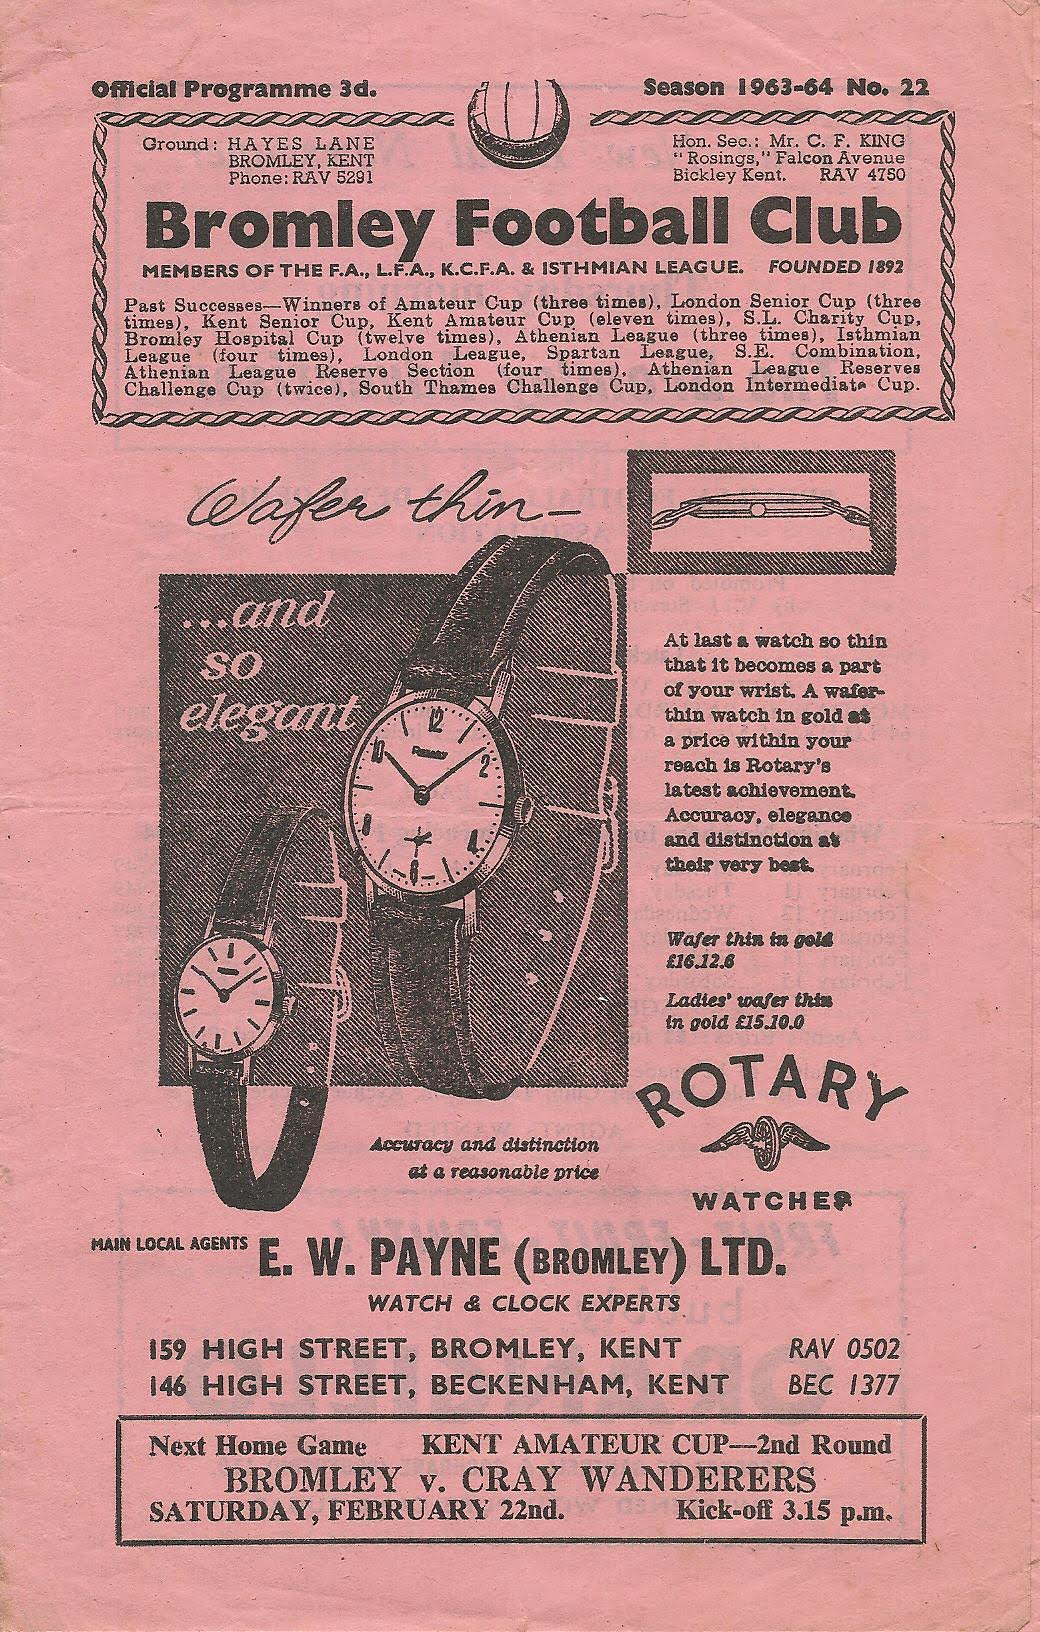 Official Programme 3d.
Season 1963-64 No. 22
Ground: HAYES LANE
BROMLEY, KENT
Phone: RAV 5291
Hon. Sec.: Mr. C. F. KING
"Rosings," Falcon Avenue
Bickley Kent. RAV 4750
Bromley Football Club
MEMBERS OF THE F.A., L.F.A., K.C.F.A. & ISTHMIAN LEAGUE. FOUNDED 1892
Past Successes—Winners of Amateur Cup (three times), London Senior Cup (three
times), Kent Senior Cup, Kent Amateur Cup (eleven times), S.L. Charity Cup,
Bromley Hospital Cup (twelve times), Athenian League (three times), Isthmian
League (four times), London League, Spartan League, S.E. Combination,
Athenian League Reserve Section (four times), Athenian League Reserves
Challenge Cup (twice), South Thames Challenge Cup, London Intermediate Cup.
Wafer thin—
...and
so
elegant
12
ROTARY
10
2
8
4
6
At last a watch so thin
that it becomes a part
of your wrist. A wafer-
thin watch in gold at
a price within your
reach is Rotary's
latest achievement.
Accuracy, elegance
and distinction at
their very best.
Wafer thin in gold
£16.12.6
Ladies' wafer thin
in gold £15.10.0
ROTARY
WATCHES
Accuracy and distinction
at a reasonable price
MAIN LOCAL AGENTS E. W. PAYNE (BROMLEY) LTD.
WATCH & CLOCK EXPERTS
159 HIGH STREET, BROMLEY, KENT RAV 0502
146 HIGH STREET, BECKENHAM, KENT BEC 1377
Next Home Game KENT AMATEUR CUP—2nd Round
BROMLEY v. CRAY WANDERERS
SATURDAY, FEBRUARY 22nd. Kick-off 3.15 p.m.